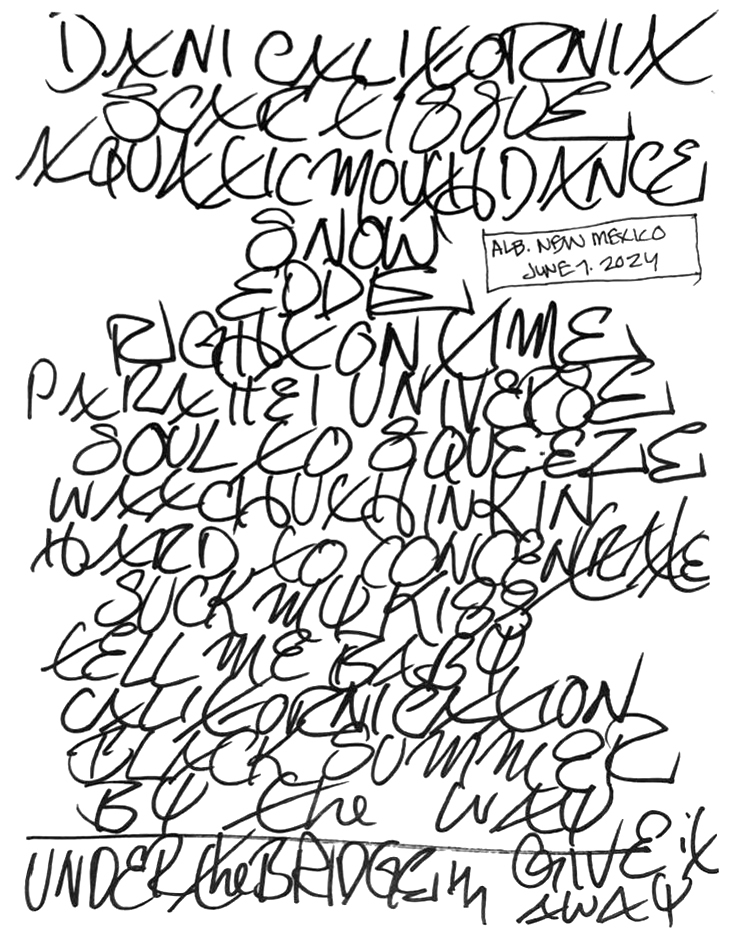 DANI CALIFORNIA
SCAR TISSUE
AQUATIC MOUTH DANCE
SNOW
ALB. NEW MEXICO
JUNE 7. 2024
EDDIE
RIGHT ON TIME
PARALLEL UNIVERSE
SOUL TO SQUEEZE
WATCHU THINKIN
HARD TO CONCENTRATE
SUCK MY KISS
TELL ME BABY
CALIFORNICATION
BLACK SUMMER
BY the WAY
UNDER the BRIDGE GIVE it
AWAY